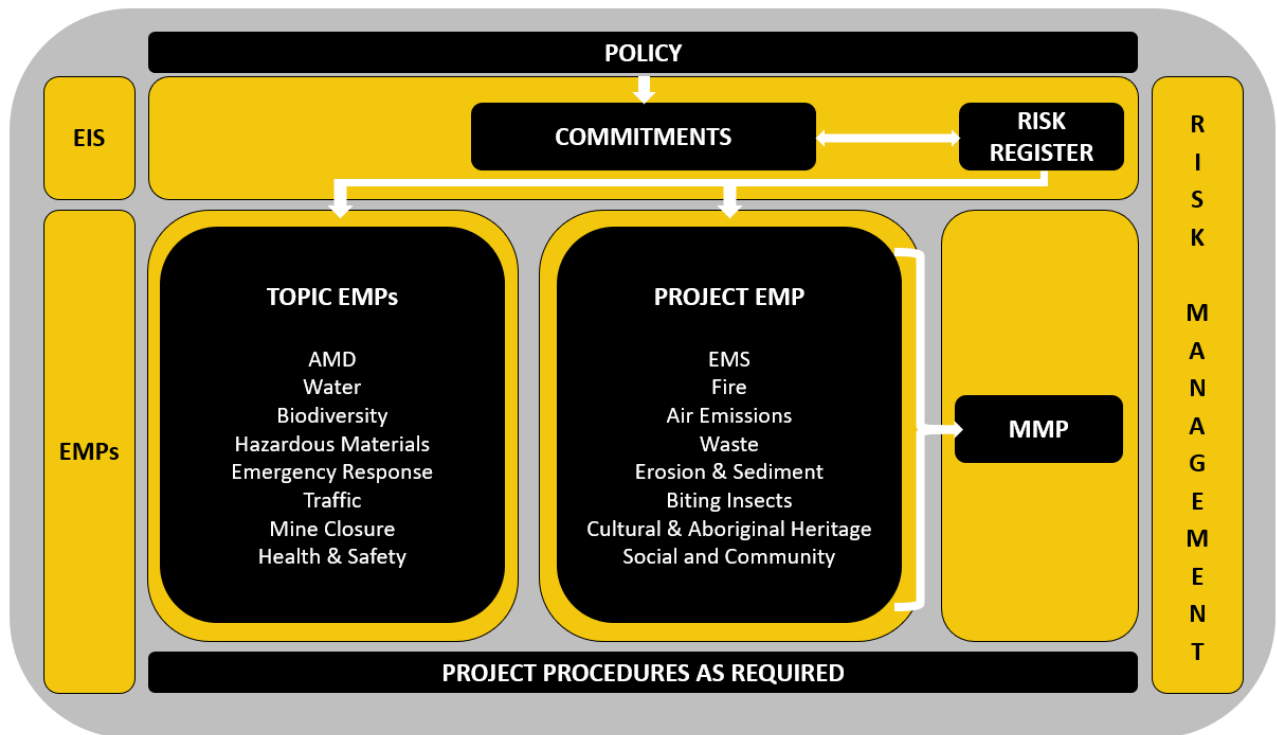 POLICY
EIS
COMMITMENTS
RISK
REGISTER
EMPs
TOPIC EMPs
AMD
Water
Biodiversity
Hazardous Materials
Emergency Response
Traffic
Mine Closure
Health & Safety
PROJECT EMP
EMS
Fire
Air Emissions
Waste
Erosion & Sediment
Biting Insects
Cultural & Aboriginal Heritage
Social and Community
MMP
PROJECT PROCEDURES AS REQUIRED
RISK MANAGEMENT